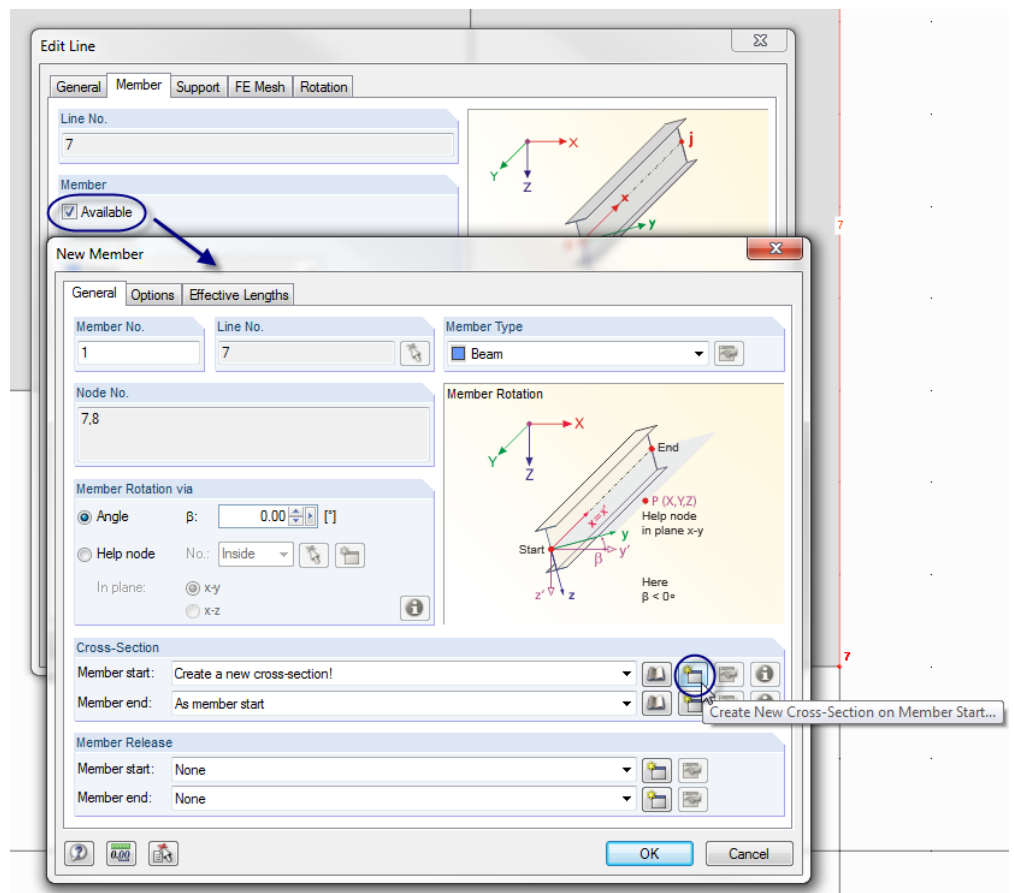 Edit Line
General Member Support FE Mesh Rotation
Line No.
7
Member
Available
X
Y
Z
j
x
y
7
New Member
General Options Effective Lengths
Member No. Line No. Member Type
1 7 Beam
Node No. Member Rotation
7,8
X
Y
Z
End
P (X,Y,Z)
Help node
in plane x-y
x=x'
Start
y
y'
β
z'
z
Here
β < 0°
Member Rotation via
Angle β: 0.00 [°]
Help node No.: Inside
In plane: x-y
x-z
Cross-Section
Member start: Create a new cross-section!
Member end: As member start
7
Create New Cross-Section on Member Start...
Member Release
Member start: None
Member end: None
0.00
OK Cancel